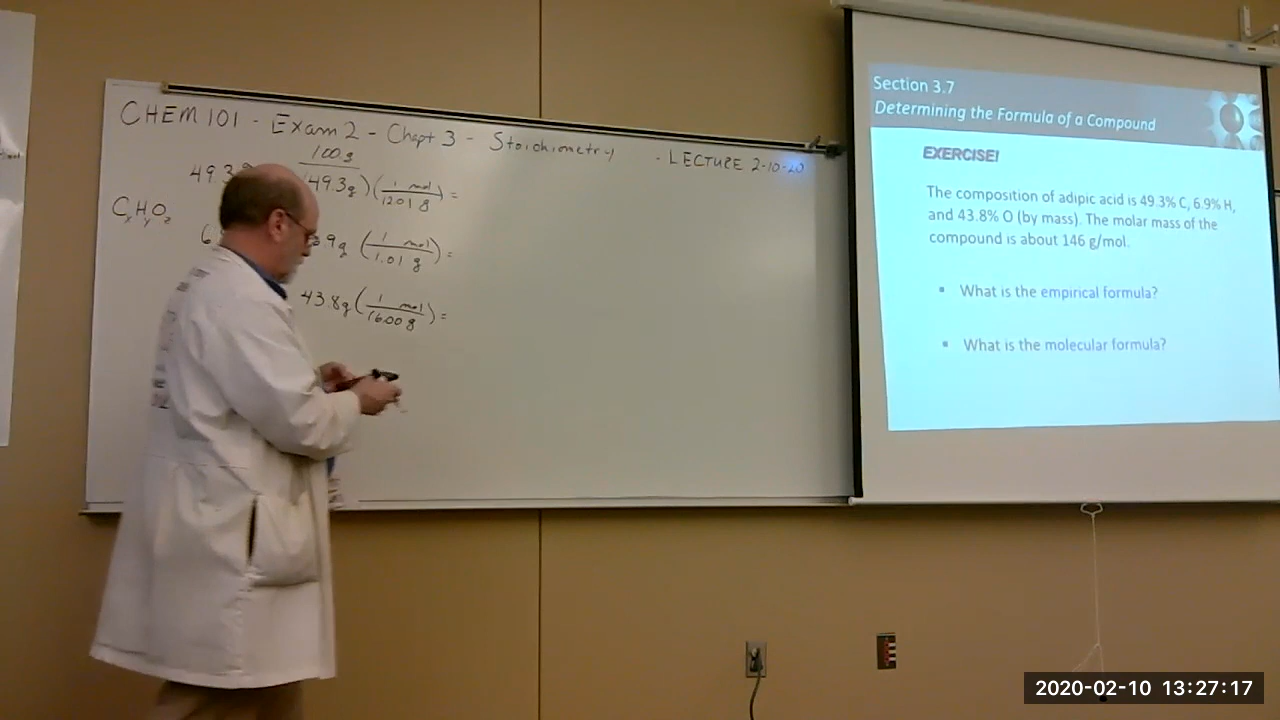 CHEM 101 - Exam 2 - Chapt 3 - Stoichiometry . LECTURE 2-10-20
100g
49.3
(49.3g)(1 mol
12.01 g) =
CxHyOz
6
.9g (1 mol
1.01 g) =
43.8g (1 mol
16.00 g) =
Section 3.7
Determining the Formula of a Compound
EXERCISE!
The composition of adipic acid is 49.3% C, 6.9% H,
and 43.8% O (by mass). The molar mass of the
compound is about 146 g/mol.
▪ What is the empirical formula?
▪ What is the molecular formula?
2020-02-10 13:27:17